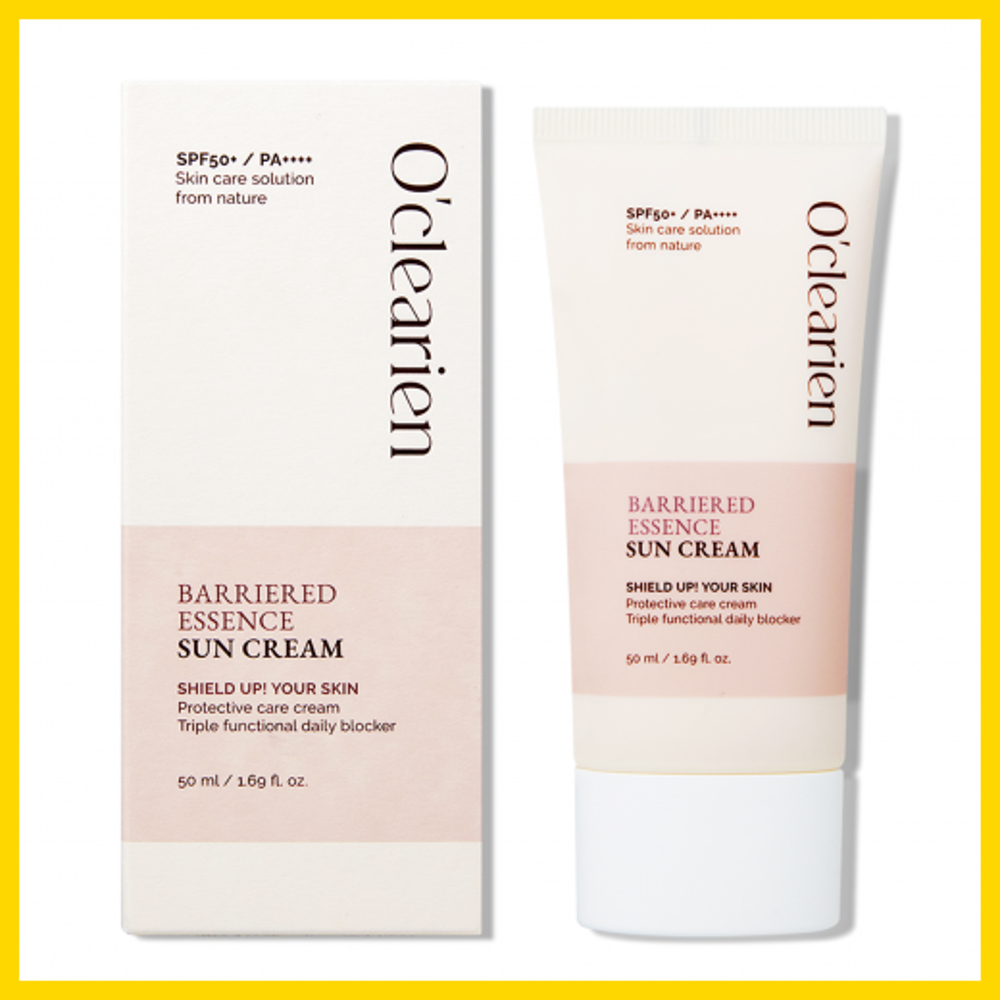 SPF50+ / PA++++
Skin care solution
from nature
O'clearien
BARRIERED
ESSENCE
SUN CREAM
SHIELD UP! YOUR SKIN
Protective care cream
Triple functional daily blocker
50 ml / 1.69 fl. oz.
SPF50+ / PA++++
Skin care solution
from nature
O'clearien
BARRIERED
ESSENCE
SUN CREAM
SHIELD UP! YOUR SKIN
Protective care cream
Triple functional daily blocker
50 ml / 1.69 fl. oz.